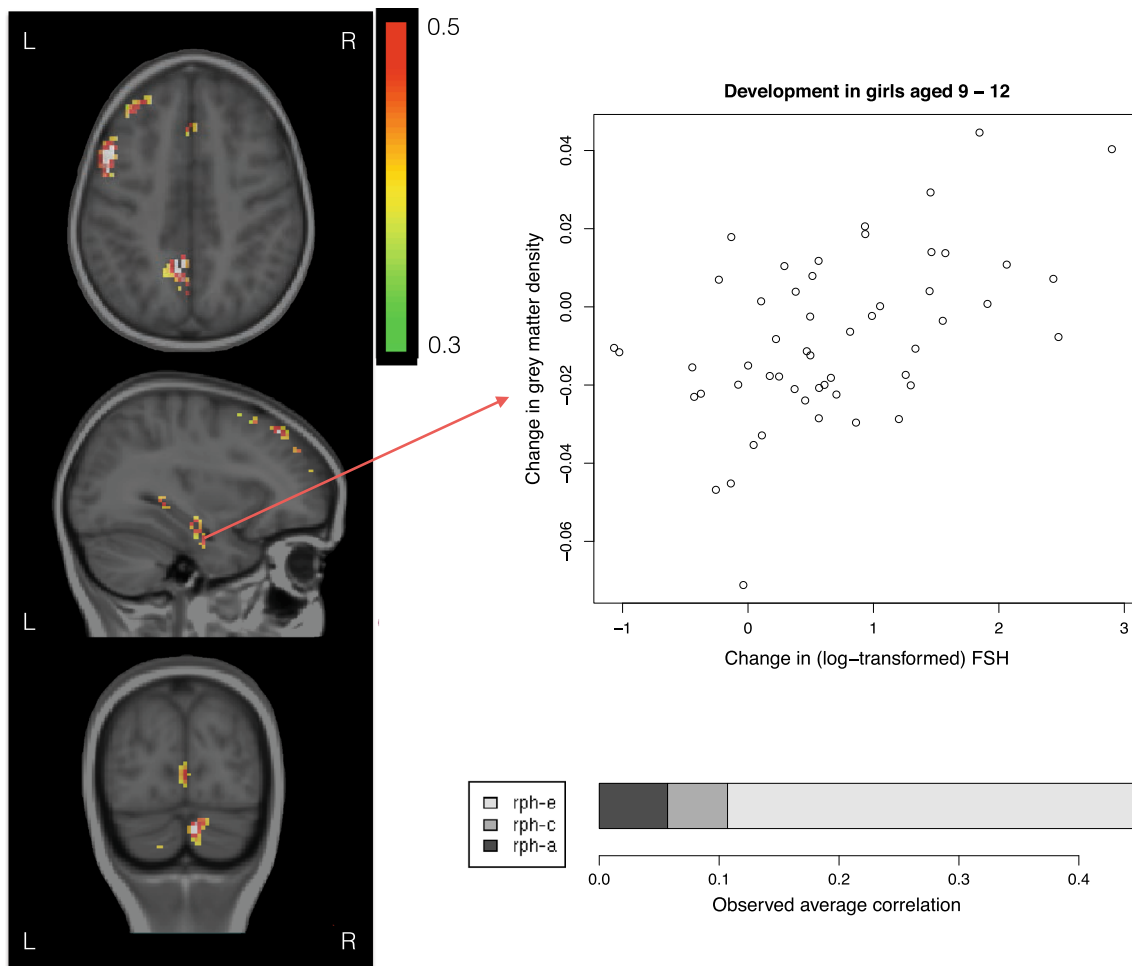 L
R
0.5
0.3
L
L
R
Development in girls aged 9 – 12
Change in grey matter density
0.04
0.02
0.00
−0.02
−0.04
−0.06
−1
0
1
2
3
Change in (log−transformed) FSH
rph-e
rph-c
rph-a
0.0
0.1
0.2
0.3
0.4
Observed average correlation